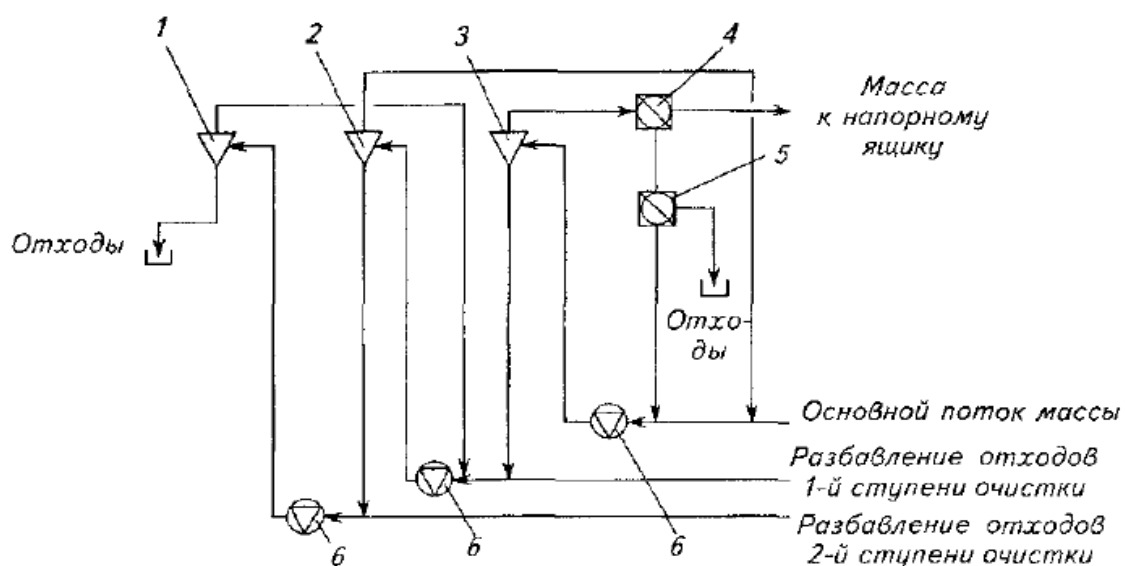 1
2
3
4
Масса
к напорному
ящику
5
Отходы
Отхо-
ды
Основной поток массы
Разбавление отходов
1-й ступени очистки
Разбавление отходов
2-й ступени очистки
6
6
6